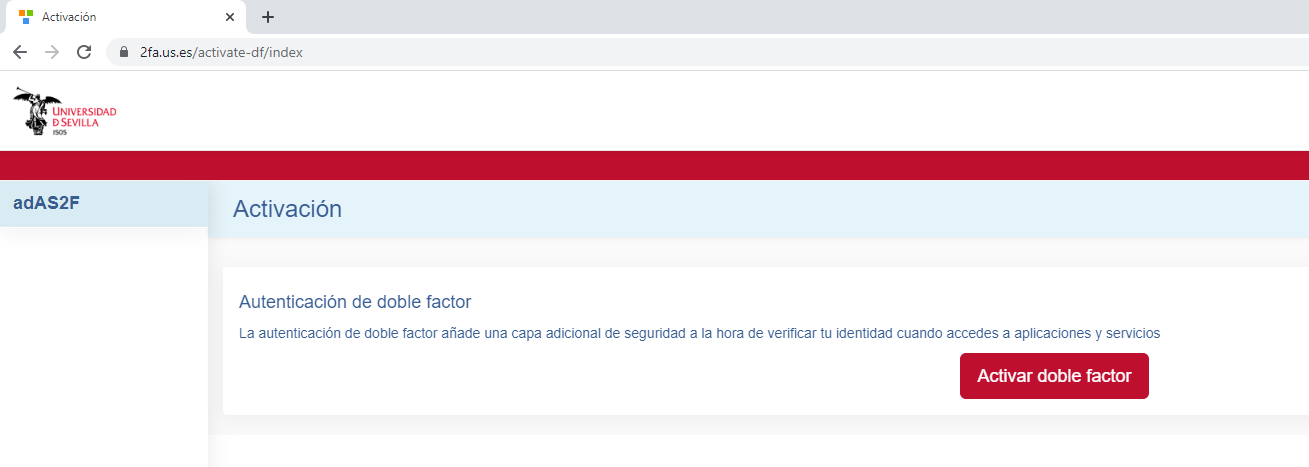 Activación
2fa.us.es/activate-df/index
UNIVERSIDAD
D SEVILLA
1505
adAS2F
Activación
Autenticación de doble factor
La autenticación de doble factor añade una capa adicional de seguridad a la hora de verificar tu identidad cuando accedes a aplicaciones y servicios
Activar doble factor